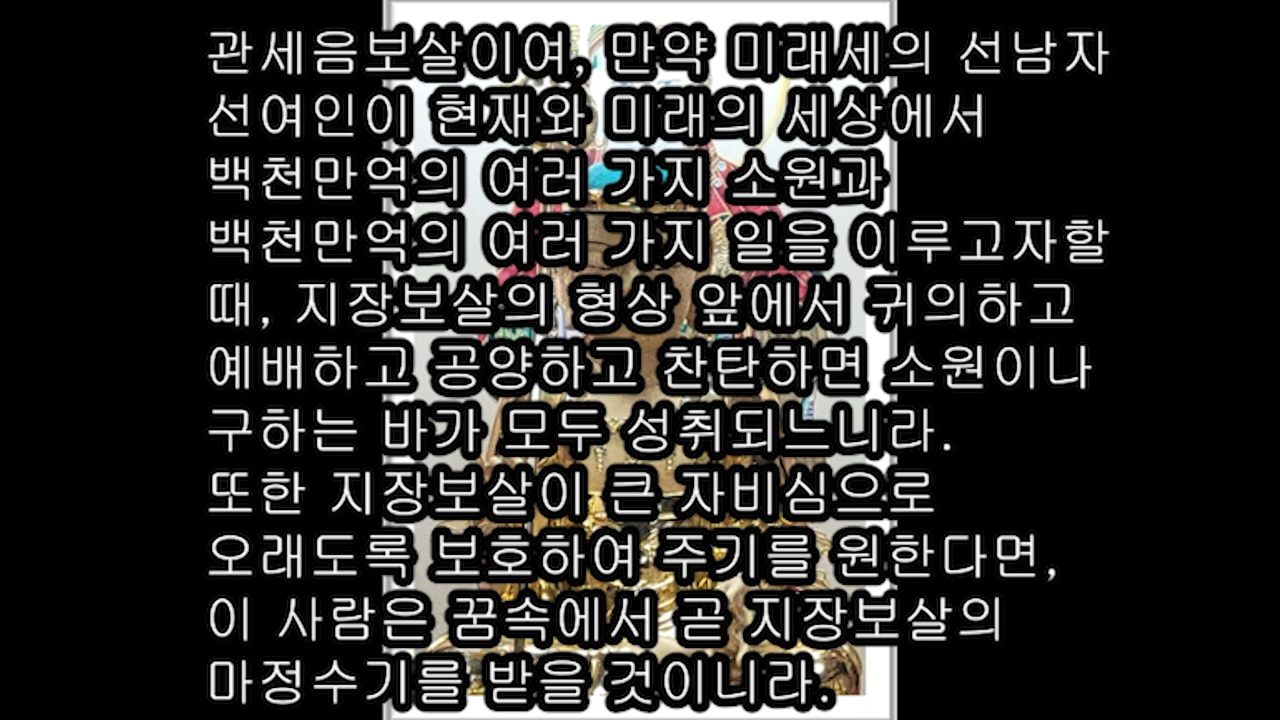 관세음보살이여, 만약 미래세의 선남자
선여인이 현재와 미래의 세상에서
백천만억의 여러 가지 소원과
백천만억의 여러 가지 일을 이루고자할
때, 지장보살의 형상 앞에서 귀의하고
예배하고 공양하고 찬탄하면 소원이나
구하는 바가 모두 성취되느니라.
또한 지장보살이 큰 자비심으로
오래도록 보호하여 주기를 원한다면,
이 사람은 꿈속에서 곧 지장보살의
마정수기를 받을 것이니라.